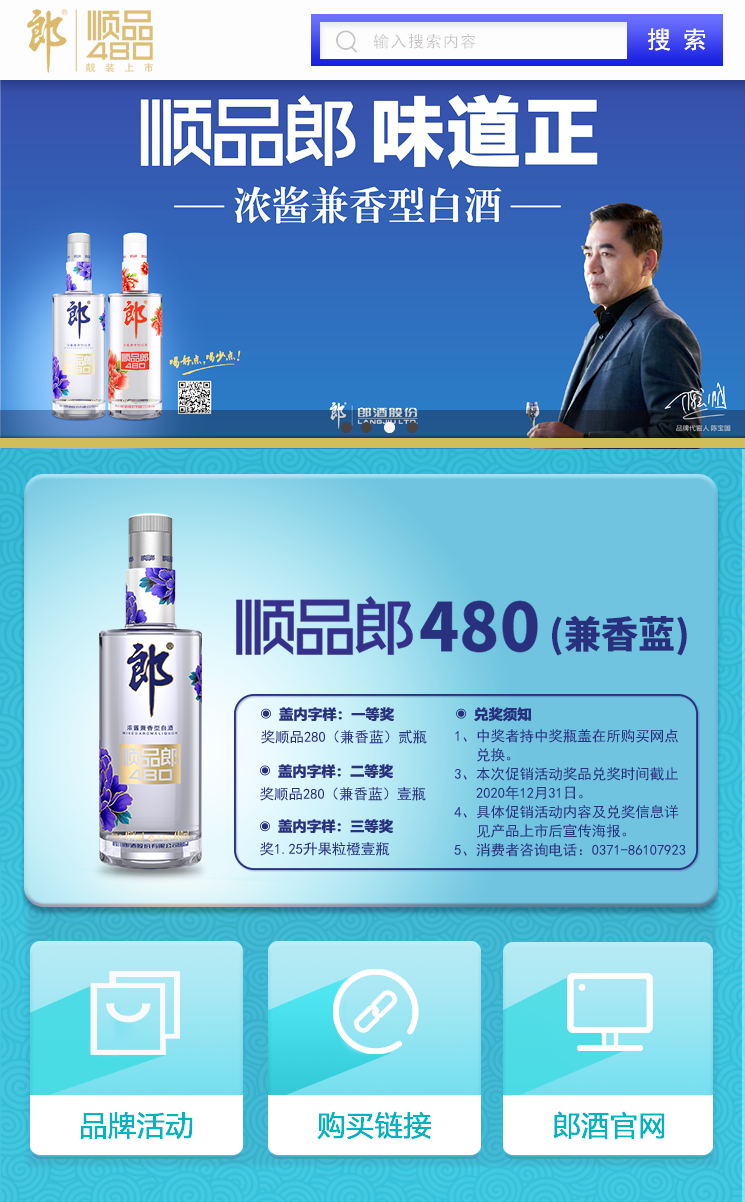 郎 顺品
480
靓装上市
输入搜索内容
搜 索
顺品郎 味道正
浓酱兼香型白酒
郎
郎
顺品郎
480
顺品郎
480
喝好点,喝少点!
郎 郎酒股份
LANGJIU LTD.
品牌代言人 陈宝国
郎
浓酱兼香型白酒
顺品郎
480
顺品郎480(兼香蓝)
盖内字样：一等奖
奖顺品280（兼香蓝）贰瓶
盖内字样：二等奖
奖顺品280（兼香蓝）壹瓶
盖内字样：三等奖
奖1.25升果粒橙壹瓶
兑奖须知
1、中奖者持中奖瓶盖在所购买网点
兑换。
3、本次促销活动奖品兑奖时间截止
2020年12月31日。
4、具体促销活动内容及兑奖信息详
见产品上市后宣传海报。
5、消费者咨询电话：0371-86107923
品牌活动
购买链接
郎酒官网